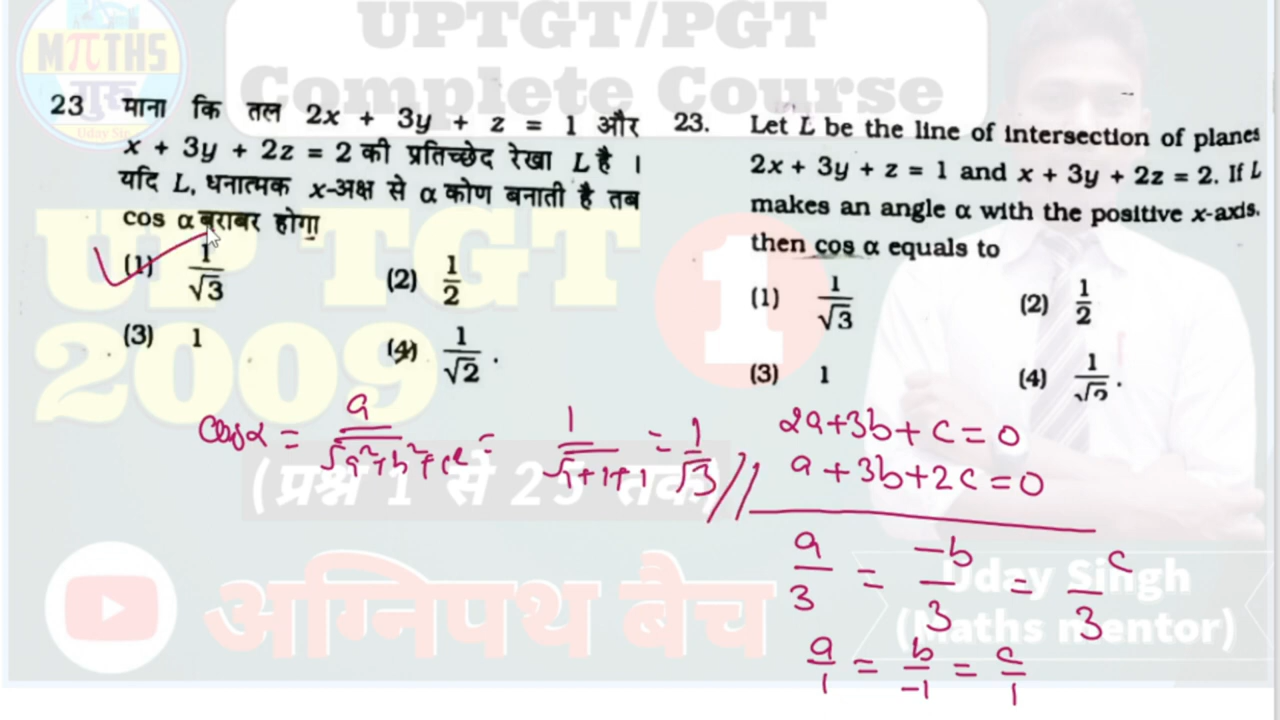 UPTGT/PGT
Complete Course
MπTHS
गुरू
Uday Sir
23 माना कि तल 2x + 3y + z = 1 और
x + 3y + 2z = 2 की प्रतिच्छेद रेखा L है ।
यदि L, धनात्मक x-अक्ष से α कोण बनाती है तब
cos α बराबर होगा
(1) 1/√3 (2) 1/2
(3) 1 (4) 1/√2 .
23. Let L be the line of intersection of planes
2x + 3y + z = 1 and x + 3y + 2z = 2. If L
makes an angle α with the positive x-axis.
then cos α equals to
(1) 1/√3 (2) 1/2
(3) 1 (4) 1/√2 .
UP TGT
2009
1
(प्रश्न 1 से 25 तक)
cosα = a/√a²+b²+c² = 1/√1+1+1 = 1/√3 //
2a+3b+c=0
a+3b+2c=0
a/3 = -b/3 = c/3
a/1 = b/-1 = c/1
अग्निपथ बैच
Uday Singh
(Maths mentor)